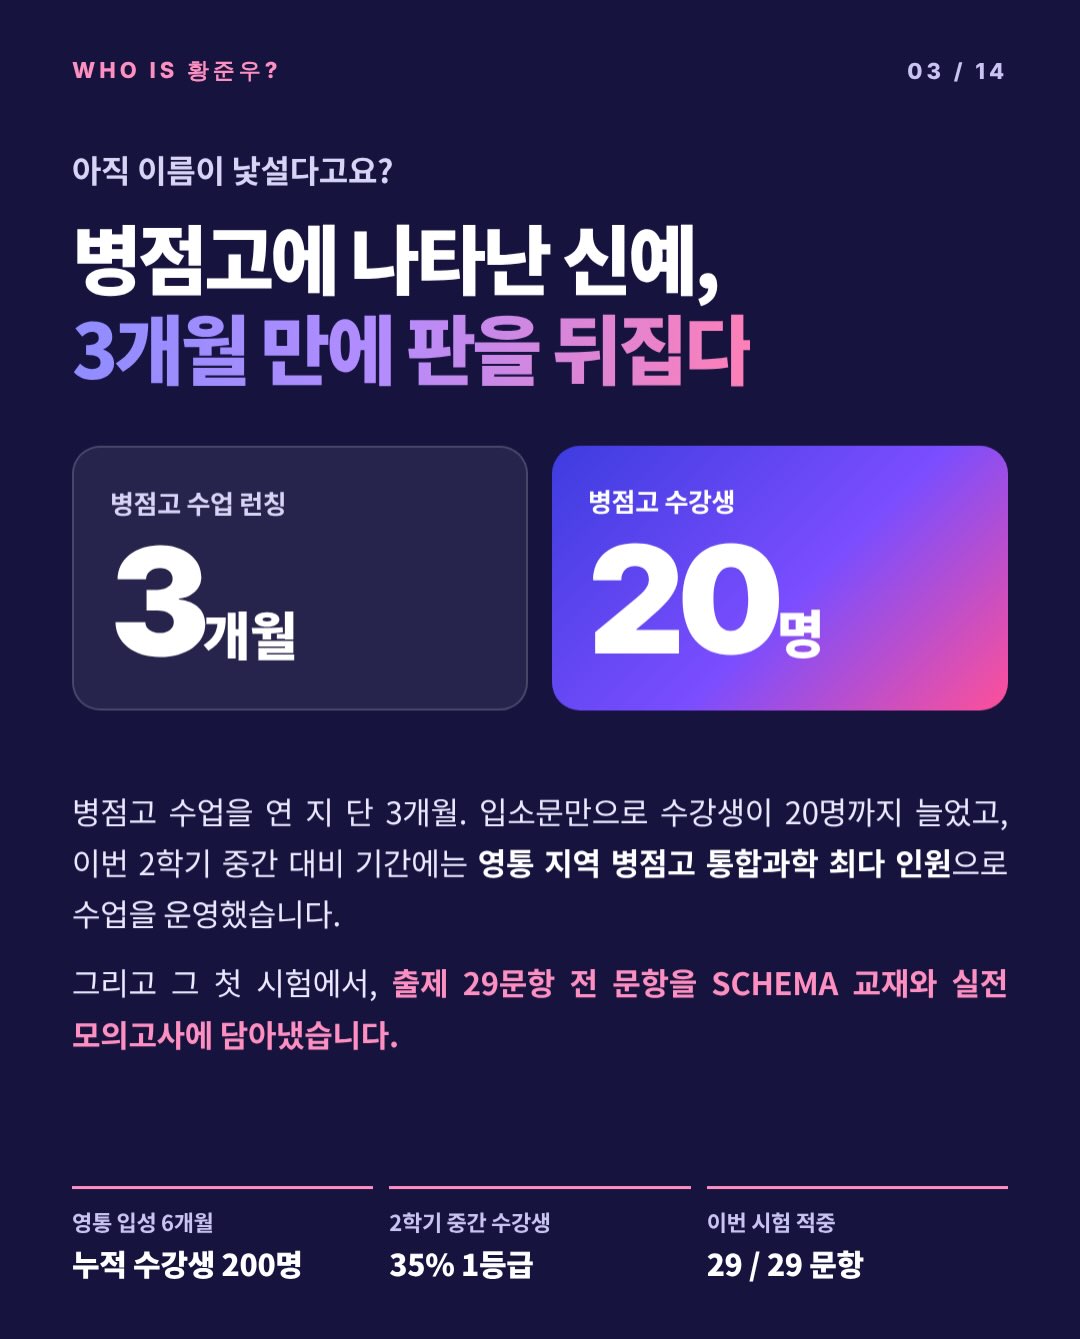 WHO IS 황준우?
03 / 14
아직 이름이 낯설다고요?
병점고에 나타난 신예,
3개월 만에 판을 뒤집다
병점고 수업 런칭
3개월
병점고 수강생
20명
병점고 수업을 연 지 단 3개월. 입소문만으로 수강생이 20명까지 늘었고,
이번 2학기 중간 대비 기간에는 영통 지역 병점고 통합과학 최다 인원으로
수업을 운영했습니다.
그리고 그 첫 시험에서, 출제 29문항 전 문항을 SCHEMA 교재와 실전
모의고사에 담아냈습니다.
영통 입성 6개월
누적 수강생 200명
2학기 중간 수강생
35% 1등급
이번 시험 적중
29 / 29 문항